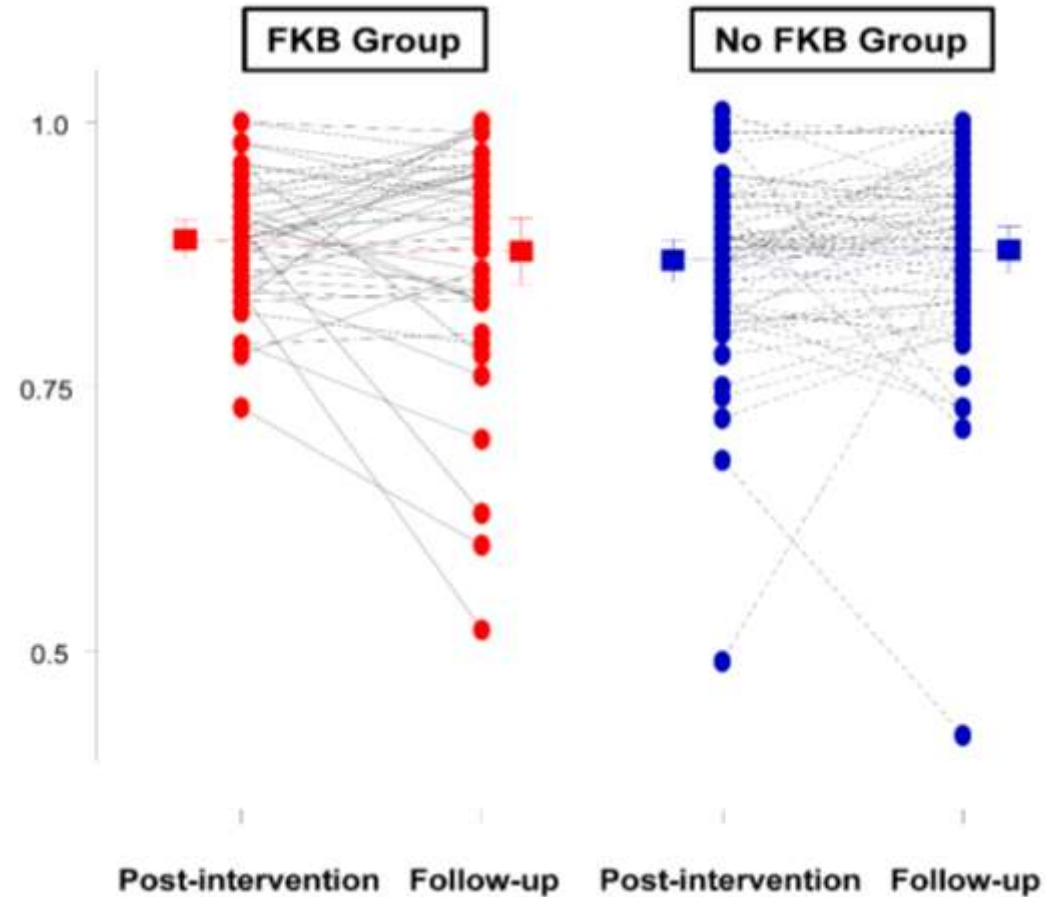 FKB Group
No FKB Group
1.0
0.75
0.5
Post-intervention Follow-up Post-intervention Follow-up